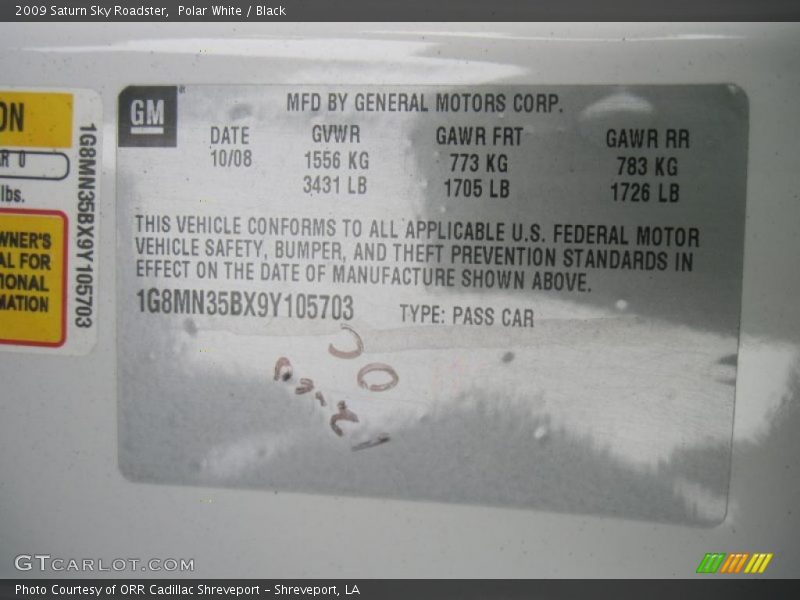 2009 Saturn Sky Roadster, Polar White / Black
GM
MFD BY GENERAL MOTORS CORP.
DATE GVWR GAWR FRT GAWR RR
10/08 1556 KG 773 KG 783 KG
3431 LB 1705 LB 1726 LB
THIS VEHICLE CONFORMS TO ALL APPLICABLE U.S. FEDERAL MOTOR
VEHICLE SAFETY, BUMPER, AND THEFT PREVENTION STANDARDS IN
EFFECT ON THE DATE OF MANUFACTURE SHOWN ABOVE.
1G8MN35BX9Y105703 TYPE: PASS CAR
ON
R 0
lbs.
WNER'S
AL FOR
IONAL
MATION
1G8MN35BX9Y105703
GTCARLOT.COM
Photo Courtesy of ORR Cadillac Shreveport - Shreveport, LA